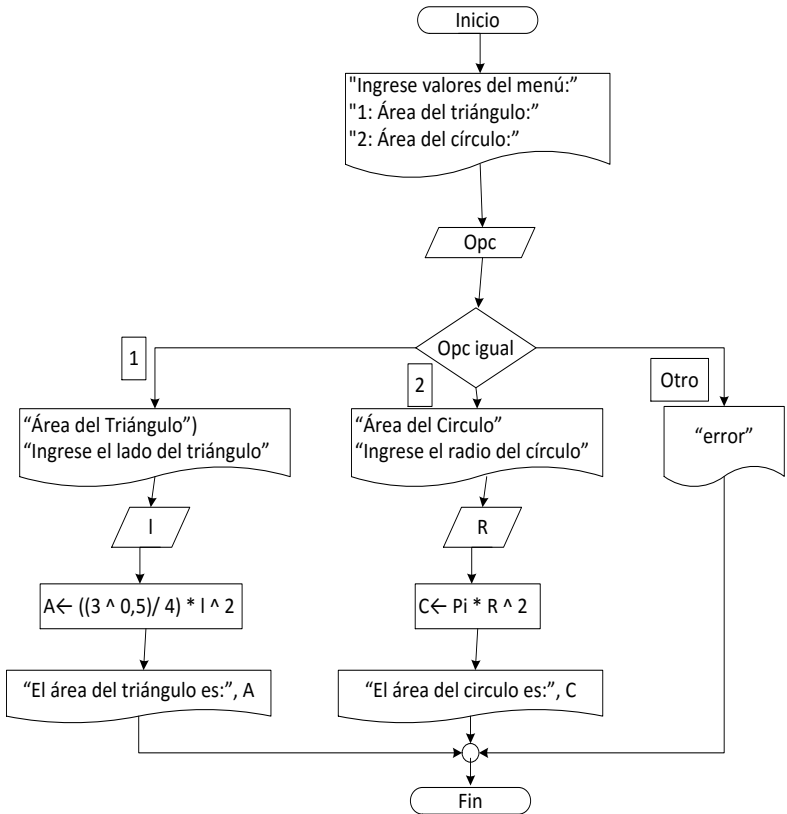 Inicio
"Ingrese valores del menú:”
"1: Área del triángulo:”
"2: Área del círculo:”
Opc
Opc igual
1
2
Otro
“Área del Triángulo”)
“Ingrese el lado del triángulo”
“Área del Circulo”
“Ingrese el radio del círculo”
“error”
l
R
A← ((3 ^ 0,5)/ 4) * l ^ 2
C← Pi * R ^ 2
“El área del triángulo es:”, A
“El área del circulo es:”, C
Fin